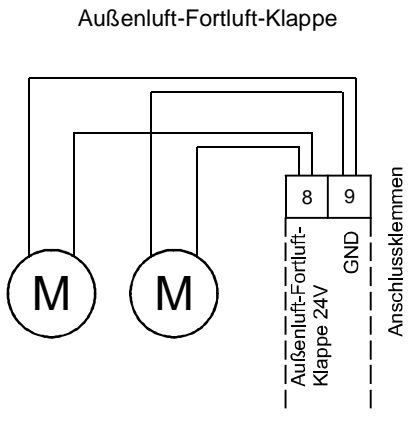 Außenluft-Fortluft-Klappe
8
9
M
M
Außenluft-Fortluft-
Klappe 24V
GND
Anschlussklemmen